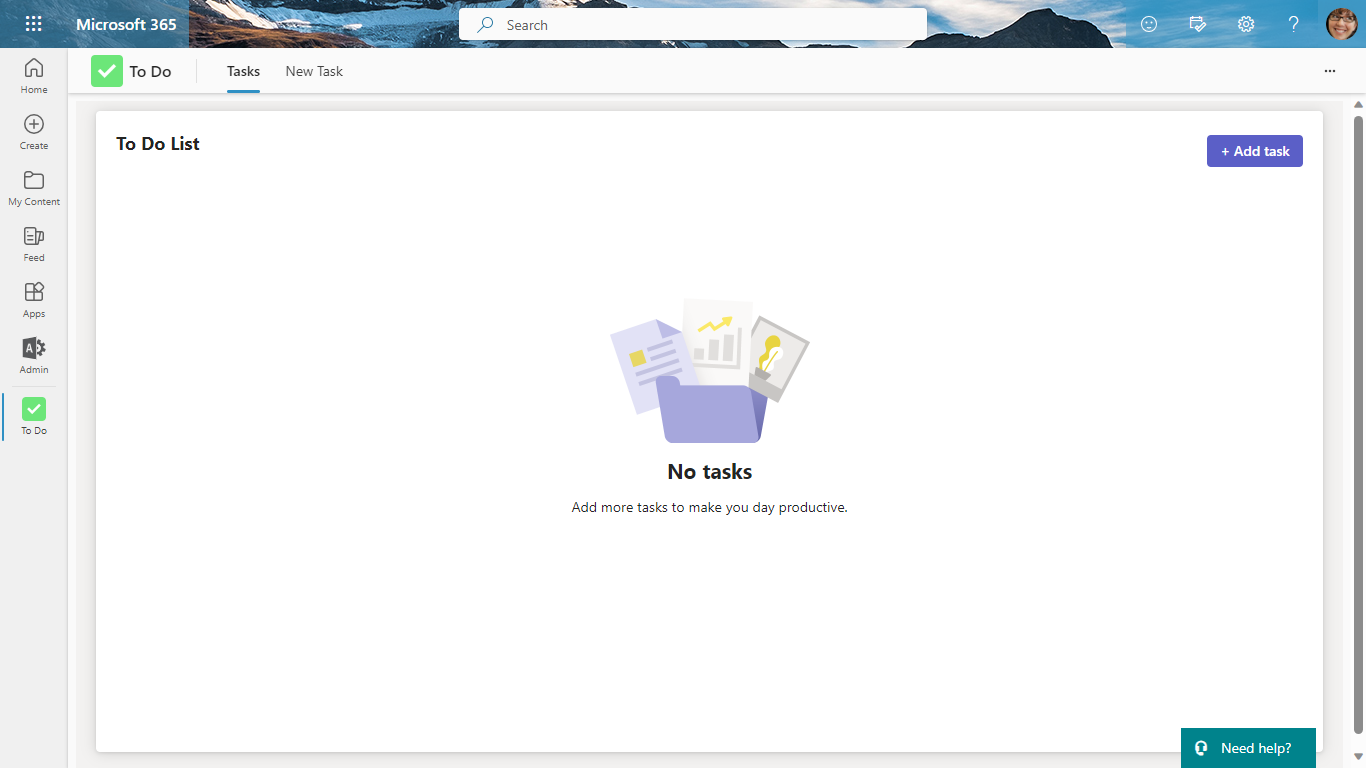 Microsoft 365
Search
?
Home
Create
My Content
Feed
Apps
Admin
To Do
To Do
Tasks
New Task
...
To Do List
+ Add task
No tasks
Add more tasks to make you day productive.
Need help?